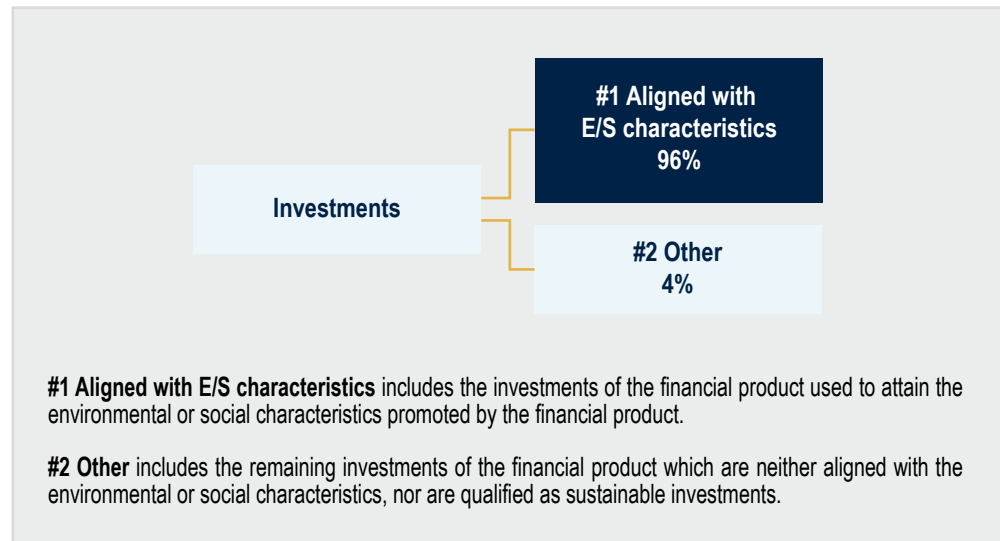 #1 Aligned with
E/S characteristics
96%
Investments
#2 Other
4%
#1 Aligned with E/S characteristics includes the investments of the financial product used to attain the
environmental or social characteristics promoted by the financial product.
#2 Other includes the remaining investments of the financial product which are neither aligned with the
environmental or social characteristics, nor are qualified as sustainable investments.